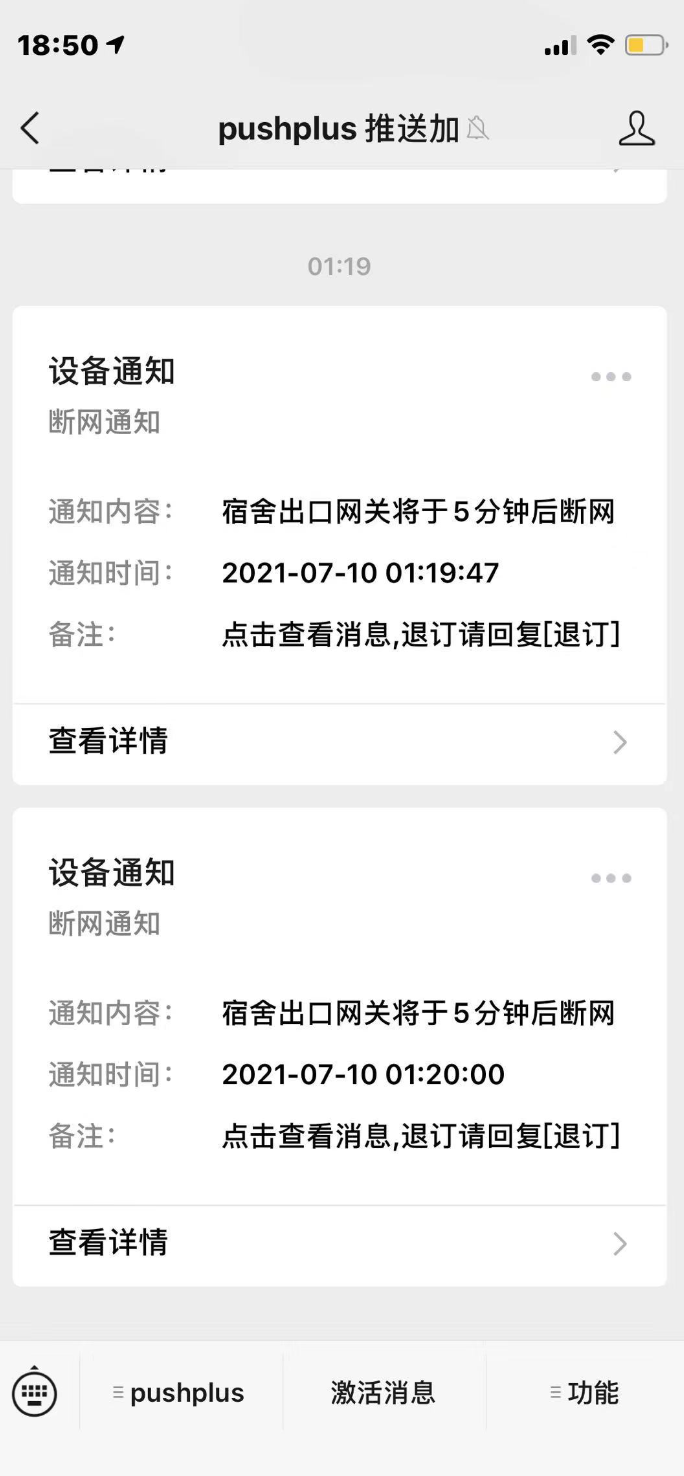 18:50
pushplus 推送加
01:19
设备通知
断网通知
通知内容： 宿舍出口网关将于5分钟后断网
通知时间： 2021-07-10 01:19:47
备注： 点击查看消息,退订请回复[退订]
查看详情
设备通知
断网通知
通知内容： 宿舍出口网关将于5分钟后断网
通知时间： 2021-07-10 01:20:00
备注： 点击查看消息,退订请回复[退订]
查看详情
pushplus 激活消息 功能